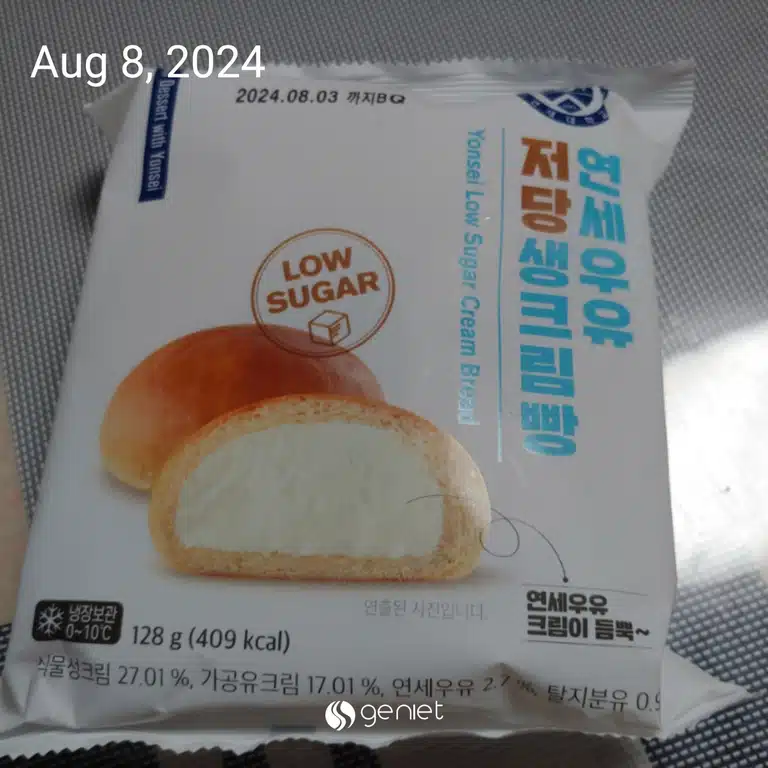 Aug 8, 2024
2024.08.03 까지BQ
Dessert with Yonsei
연세우유
저당생크림빵
Yonsei Low Sugar Cream Bread
LOW
SUGAR
연세우유
크림이 듬뿍~
연출된 사진입니다.
냉장보관
0~10℃
128 g (409 kcal)
식물성크림 27.01 %, 가공유크림 17.01 %, 연세우유 2.7 %, 탈지분유 0.9
geniet